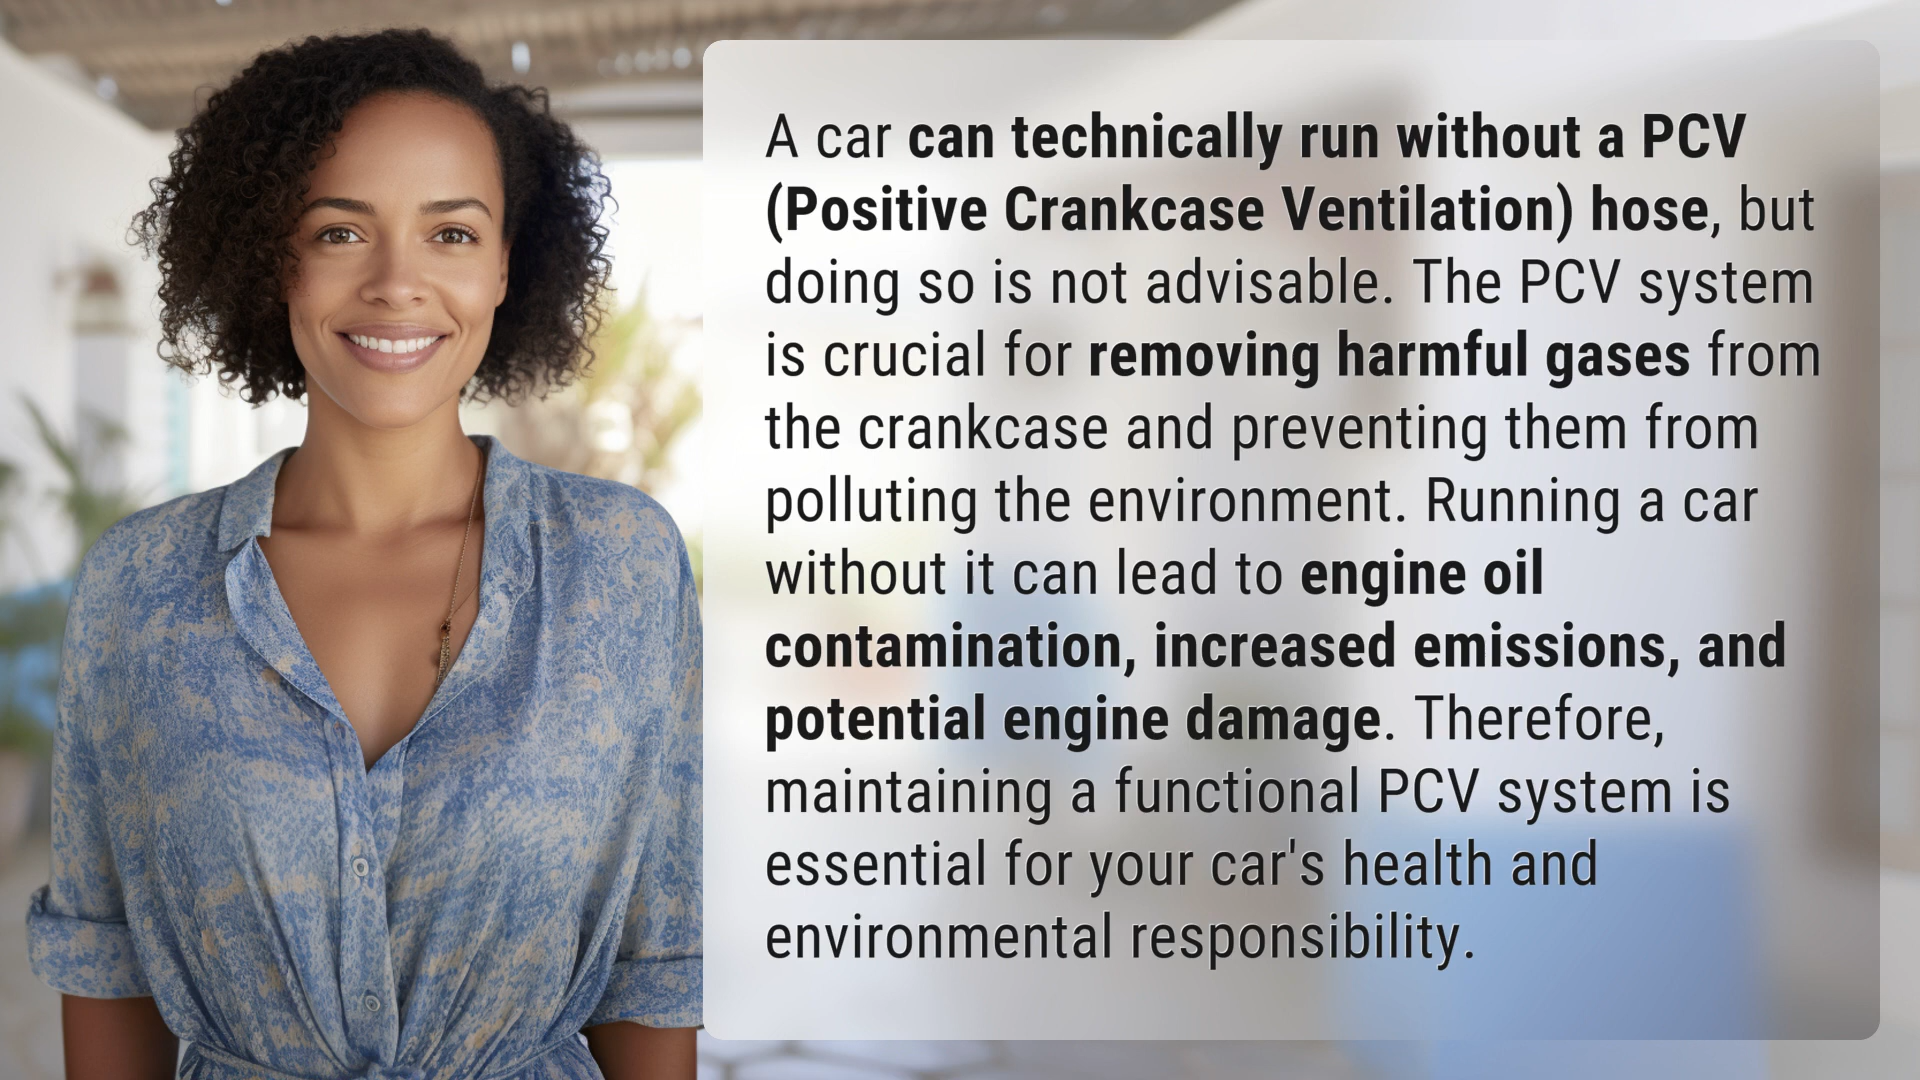 A car can technically run without a PCV
(Positive Crankcase Ventilation) hose, but
doing so is not advisable. The PCV system
is crucial for removing harmful gases from
the crankcase and preventing them from
polluting the environment. Running a car
without it can lead to engine oil
contamination, increased emissions, and
potential engine damage. Therefore,
maintaining a functional PCV system is
essential for your car's health and
environmental responsibility.